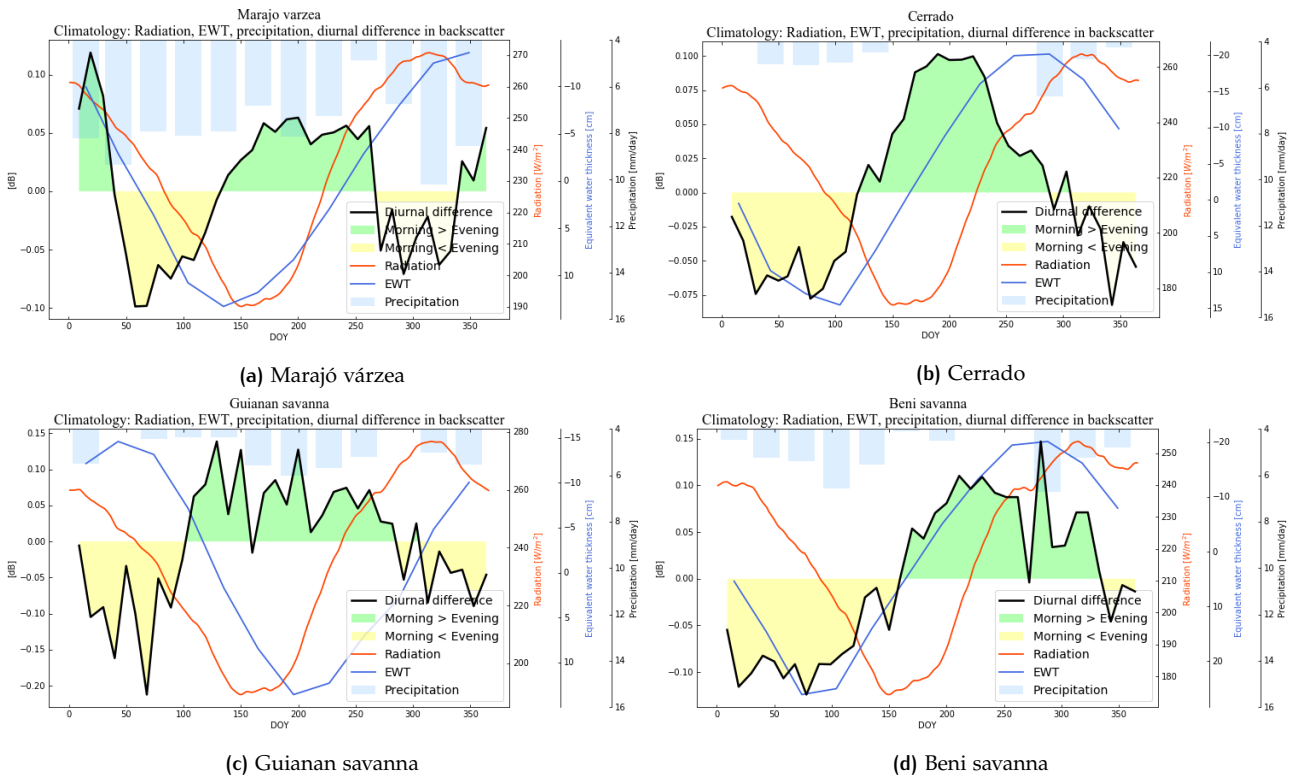 Marajo varzea
Climatology: Radiation, EWT, precipitation, diurnal difference in backscatter
0.10
0.05
0.00
−0.05
−0.10
[dB]
0
50
100
150
200
250
300
350
DOY
Diurnal difference
Morning > Evening
Morning < Evening
Radiation
EWT
Precipitation
270
260
250
240
230
220
210
200
190
Radiation [W/m²]
−10
−5
0
5
10
Equivalent water thickness [cm]
4
6
8
10
12
14
16
Precipitation [mm/day]
(a) Marajó várzea
Cerrado
Climatology: Radiation, EWT, precipitation, diurnal difference in backscatter
0.100
0.075
0.050
0.025
0.000
−0.025
−0.050
−0.075
[dB]
0
50
100
150
200
250
300
350
DOY
Diurnal difference
Morning > Evening
Morning < Evening
Radiation
EWT
Precipitation
260
240
220
200
180
Radiation [W/m²]
−20
−15
−10
−5
0
5
10
15
Equivalent water thickness [cm]
4
6
8
10
12
14
16
Precipitation [mm/day]
(b) Cerrado
Guianan savanna
Climatology: Radiation, EWT, precipitation, diurnal difference in backscatter
0.15
0.10
0.05
0.00
−0.05
−0.10
−0.15
−0.20
[dB]
0
50
100
150
200
250
300
350
DOY
Diurnal difference
Morning > Evening
Morning < Evening
Radiation
EWT
Precipitation
280
260
240
220
200
Radiation [W/m²]
−15
−10
−5
0
5
10
Equivalent water thickness [cm]
4
6
8
10
12
14
16
Precipitation [mm/day]
(c) Guianan savanna
Beni savanna
Climatology: Radiation, EWT, precipitation, diurnal difference in backscatter
0.15
0.10
0.05
0.00
−0.05
−0.10
[dB]
0
50
100
150
200
250
300
350
DOY
Diurnal difference
Morning > Evening
Morning < Evening
Radiation
EWT
Precipitation
250
240
230
220
210
200
190
180
170
Radiation [W/m²]
−20
−10
0
10
20
Equivalent water thickness [cm]
4
6
8
10
12
14
16
Precipitation [mm/day]
(d) Beni savanna